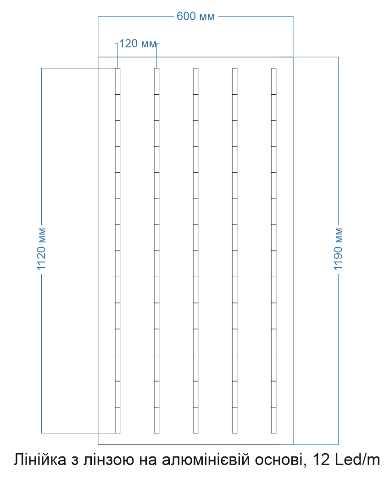 600 мм
120 мм
1120 мм
1190 мм
Лінійка з лінзою на алюмінієвій основі, 12 Led/m